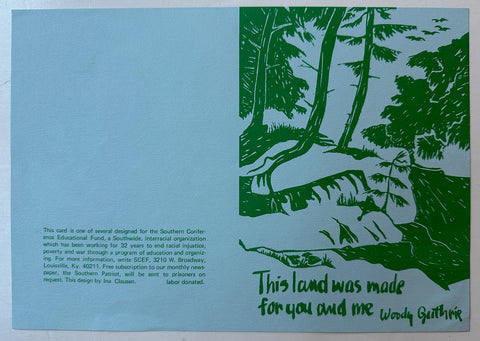 This card is one of several designed for the Southern Confer-
ence Educational Fund, a Southwide, interracial organization
which has been working for 32 years to end racial injustice,
poverty and war through a program of education and organiz-
ing. For more information, write SCEF, 3210 W. Broadway,
Louisville, Ky. 40211. Free subscription to our monthly news-
paper, the Southern Patriot, will be sent to prisoners on
request. This design by Ina Clausen. labor donated.
This land was made
for you and me Woody Guthrie